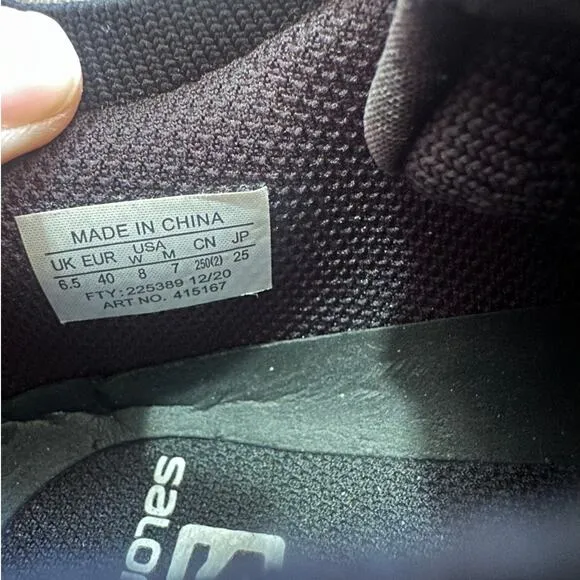 MADE IN CHINA
UK EUR USA W M CN JP
6.5 40 8 7 250(2) 25
FTY: 225389 12/20
ART NO. 415167
salo